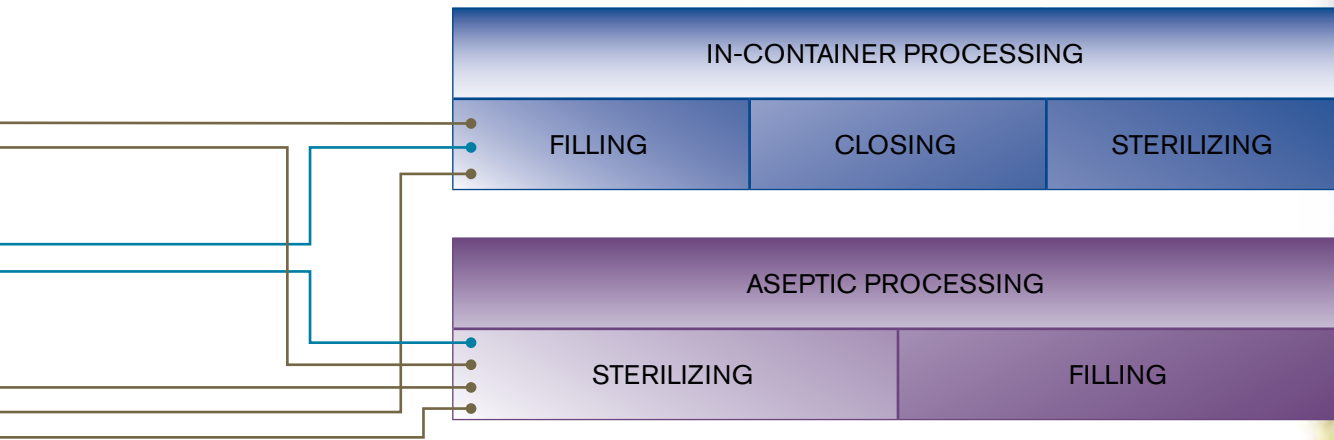 IN-CONTAINER PROCESSING
FILLING CLOSING STERILIZING
ASEPTIC PROCESSING
STERILIZING FILLING